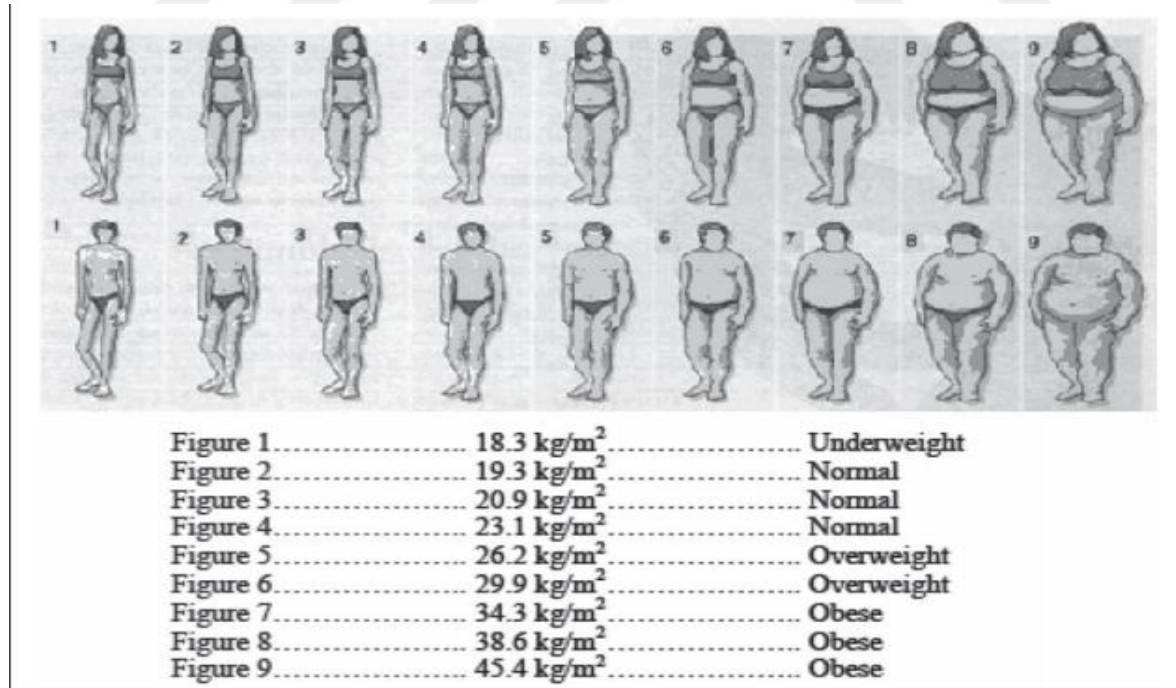 1 2 3 4 5 6 7 8 9
1 2 3 4 5 6 7 8 9
Figure 1.................... 18.3 kg/m².................... Underweight
Figure 2.................... 19.3 kg/m².................... Normal
Figure 3.................... 20.9 kg/m².................... Normal
Figure 4.................... 23.1 kg/m².................... Normal
Figure 5.................... 26.2 kg/m².................... Overweight
Figure 6.................... 29.9 kg/m².................... Overweight
Figure 7.................... 34.3 kg/m².................... Obese
Figure 8.................... 38.6 kg/m².................... Obese
Figure 9.................... 45.4 kg/m².................... Obese